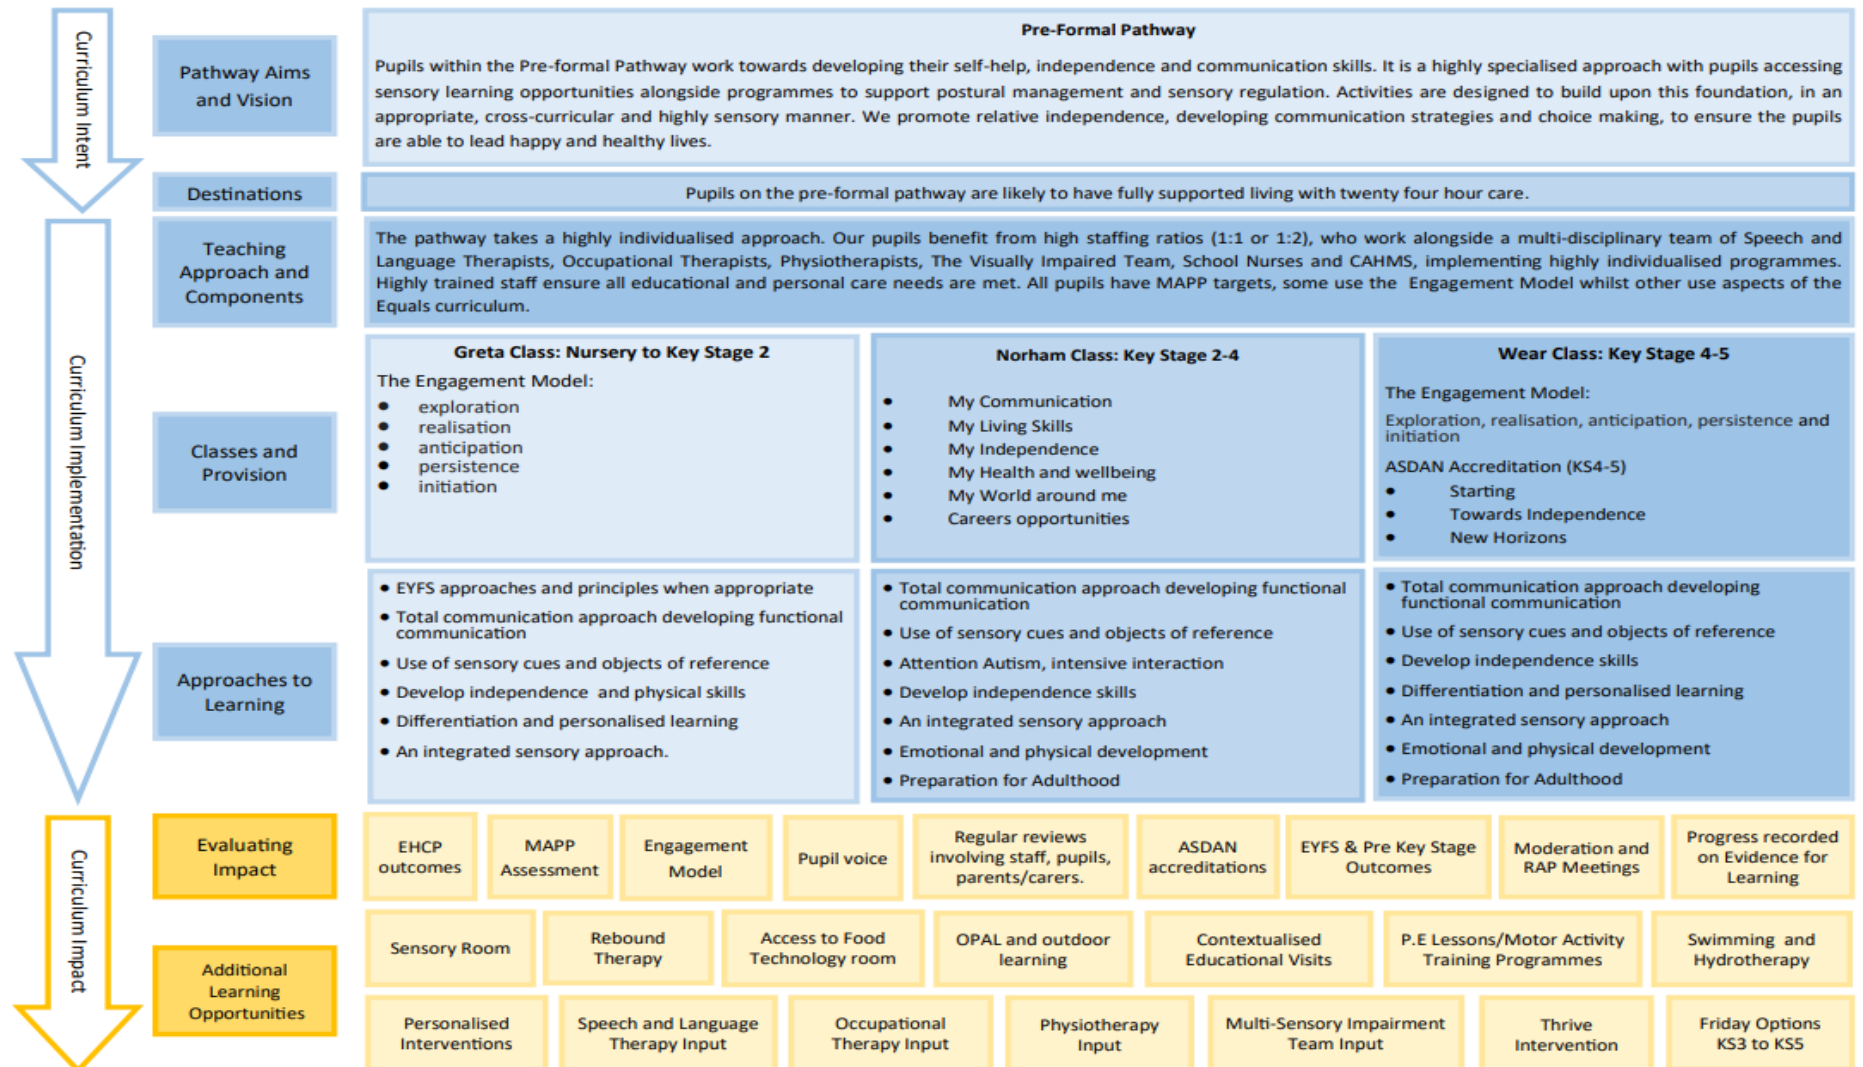 Curriculum Intent
Pathway Aims
and Vision
Pre-Formal Pathway
Pupils within the Pre-formal Pathway work towards developing their self-help, independence and communication skills. It is a highly specialised approach with pupils accessing
sensory learning opportunities alongside programmes to support postural management and sensory regulation. Activities are designed to build upon this foundation, in an
appropriate, cross-curricular and highly sensory manner. We promote relative independence, developing communication strategies and choice making, to ensure the pupils
are able to lead happy and healthy lives.
Destinations
Pupils on the pre-formal pathway are likely to have fully supported living with twenty four hour care.
Curriculum Implementation
Teaching
Approach and
Components
The pathway takes a highly individualised approach. Our pupils benefit from high staffing ratios (1:1 or 1:2), who work alongside a multi-disciplinary team of Speech and
Language Therapists, Occupational Therapists, Physiotherapists, The Visually Impaired Team, School Nurses and CAHMS, implementing highly individualised programmes.
Highly trained staff ensure all educational and personal care needs are met. All pupils have MAPP targets, some use the Engagement Model whilst other use aspects of the
Equals curriculum.
Classes and
Provision
Greta Class: Nursery to Key Stage 2
The Engagement Model:
• exploration
• realisation
• anticipation
• persistence
• initiation
Norham Class: Key Stage 2-4
• My Communication
• My Living Skills
• My Independence
• My Health and wellbeing
• My World around me
• Careers opportunities
Wear Class: Key Stage 4-5
The Engagement Model:
Exploration, realisation, anticipation, persistence and
initiation
ASDAN Accreditation (KS4-5)
• Starting
• Towards Independence
• New Horizons
Approaches to
Learning
• EYFS approaches and principles when appropriate
• Total communication approach developing functional
communication
• Use of sensory cues and objects of reference
• Develop independence and physical skills
• Differentiation and personalised learning
• An integrated sensory approach.
• Total communication approach developing functional
communication
• Use of sensory cues and objects of reference
• Attention Autism, intensive interaction
• Develop independence skills
• An integrated sensory approach
• Emotional and physical development
• Preparation for Adulthood
• Total communication approach developing
functional communication
• Use of sensory cues and objects of reference
• Develop independence skills
• Differentiation and personalised learning
• An integrated sensory approach
• Emotional and physical development
• Preparation for Adulthood
Curriculum Impact
Evaluating
Impact
EHCP
outcomes
MAPP
Assessment
Engagement
Model
Pupil voice
Regular reviews
involving staff, pupils,
parents/carers.
ASDAN
accreditations
EYFS & Pre Key Stage
Outcomes
Moderation and
RAP Meetings
Progress recorded
on Evidence for
Learning
Additional
Learning
Opportunities
Sensory Room
Rebound
Therapy
Access to Food
Technology room
OPAL and outdoor
learning
Contextualised
Educational Visits
P.E Lessons/Motor Activity
Training Programmes
Swimming and
Hydrotherapy
Personalised
Interventions
Speech and Language
Therapy Input
Occupational
Therapy Input
Physiotherapy
Input
Multi-Sensory Impairment
Team Input
Thrive
Intervention
Friday Options
KS3 to KS5